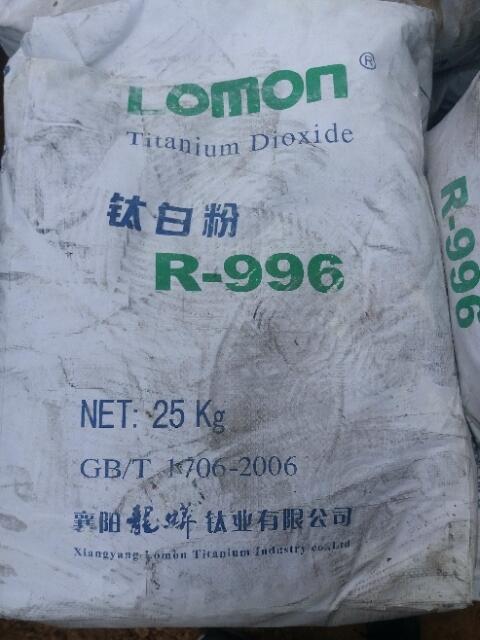 LOMON®
Titanium Dioxide
钛白粉
R-996
NET: 25 Kg
GB/T 1706-2006
襄阳龙蟒钛业有限公司
Xiangyang Lomon Titanium Industry co.,Ltd
R-996